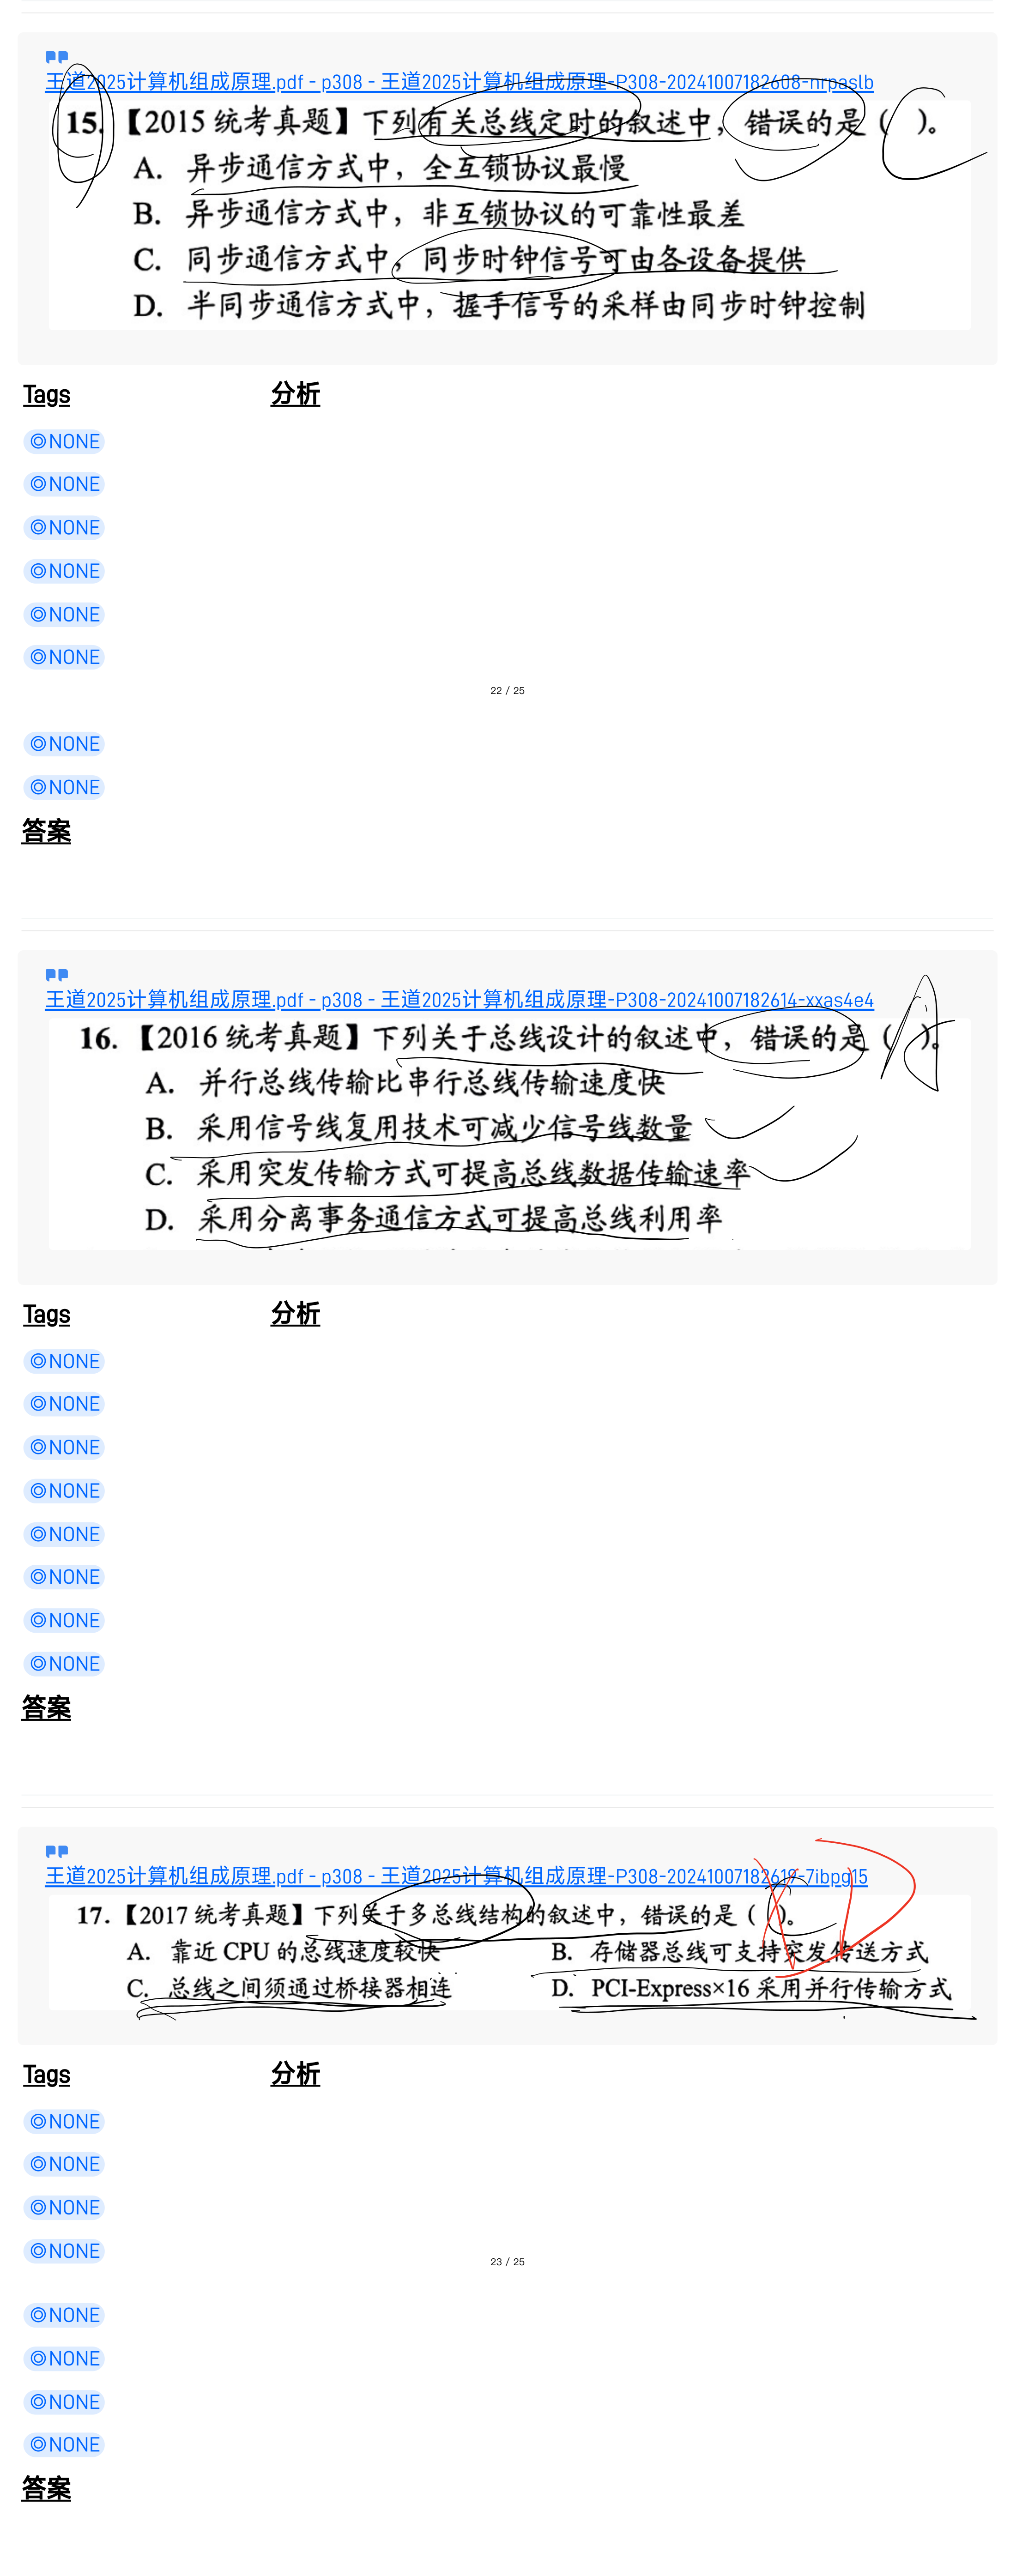 王道2025计算机组成原理.pdf - p308 - 王道2025计算机组成原理-P308-20241007182608-nrpaslb
15. 【2015 统考真题】下列有关总线定时的叙述中，错误的是（ ）。
C
A. 异步通信方式中，全互锁协议最慢
B. 异步通信方式中，非互锁协议的可靠性最差
C. 同步通信方式中，同步时钟信号可由各设备提供
D. 半同步通信方式中，握手信号的采样由同步时钟控制
Tags 分析
◎NONE
◎NONE
◎NONE
◎NONE
◎NONE
◎NONE
22 / 25
◎NONE
◎NONE
答案
王道2025计算机组成原理.pdf - p308 - 王道2025计算机组成原理-P308-20241007182614-xxas4e4
16. 【2016 统考真题】下列关于总线设计的叙述中，错误的是（ ）。
A
A. 并行总线传输比串行总线传输速度快
B. 采用信号线复用技术可减少信号线数量
C. 采用突发传输方式可提高总线数据传输速率
D. 采用分离事务通信方式可提高总线利用率
Tags 分析
◎NONE
◎NONE
◎NONE
◎NONE
◎NONE
◎NONE
◎NONE
◎NONE
答案
王道2025计算机组成原理.pdf - p308 - 王道2025计算机组成原理-P308-20241007182619-7ibpg15
17. 【2017 统考真题】下列关于多总线结构的叙述中，错误的是（ ）。
D
A. 靠近 CPU 的总线速度较快 B. 存储器总线可支持突发传送方式
C. 总线之间须通过桥接器相连 D. PCI-Express×16 采用并行传输方式
Tags 分析
◎NONE
◎NONE
◎NONE
◎NONE
23 / 25
◎NONE
◎NONE
◎NONE
◎NONE
答案